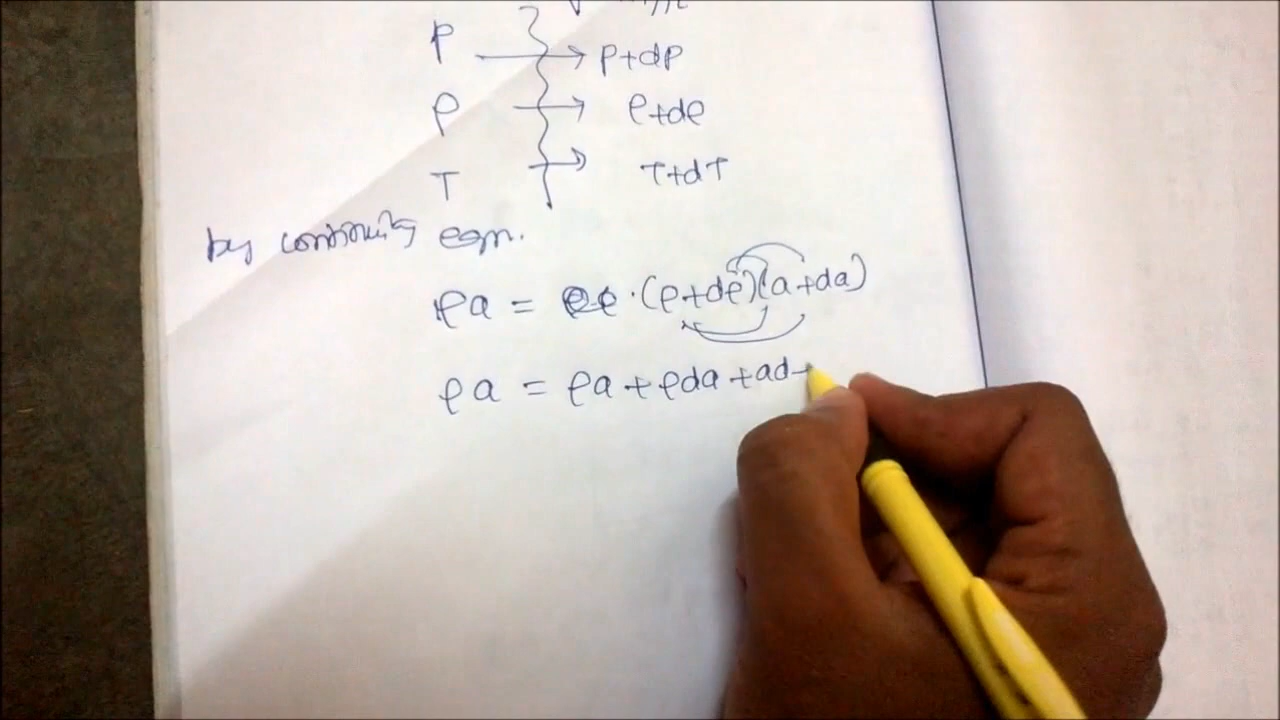 P → P+dP
ρ → ρ+dρ
T → T+dT
by continuity eqn.
ρa = (ρ+dρ)(a+da)
ρa = ρa + ρda + ad